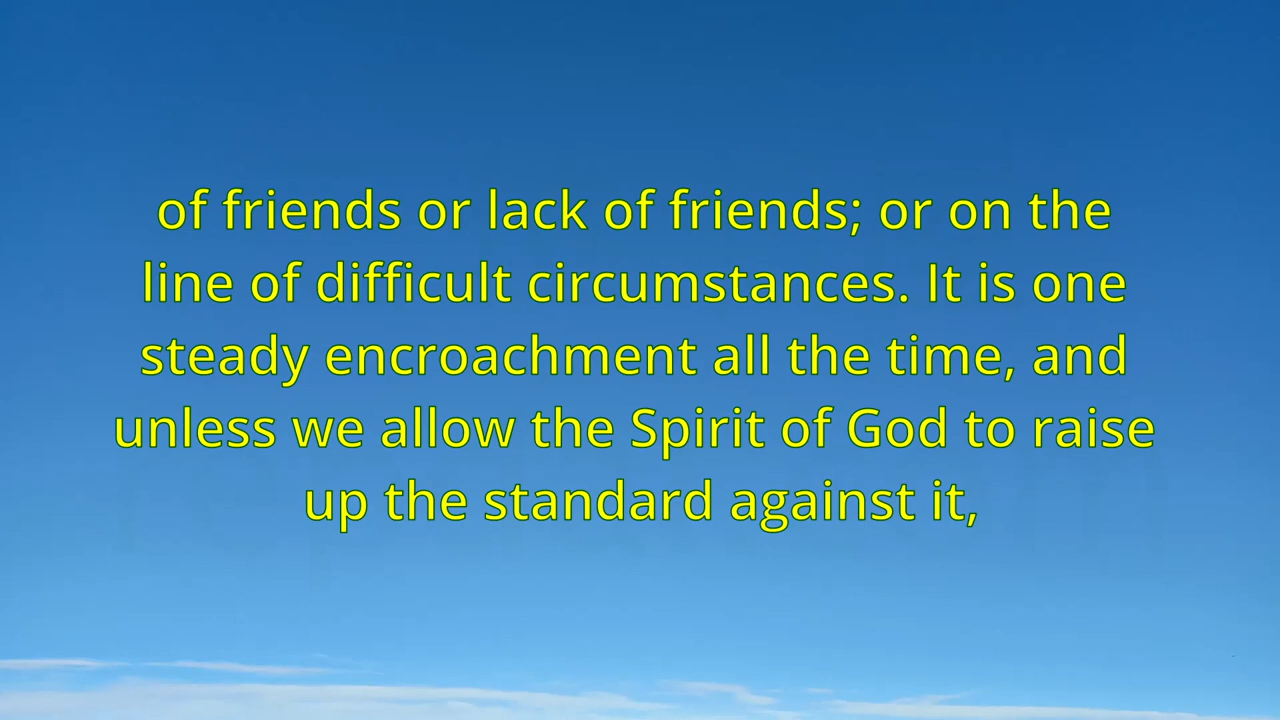 of friends or lack of friends; or on the
line of difficult circumstances. It is one
steady encroachment all the time, and
unless we allow the Spirit of God to raise
up the standard against it,